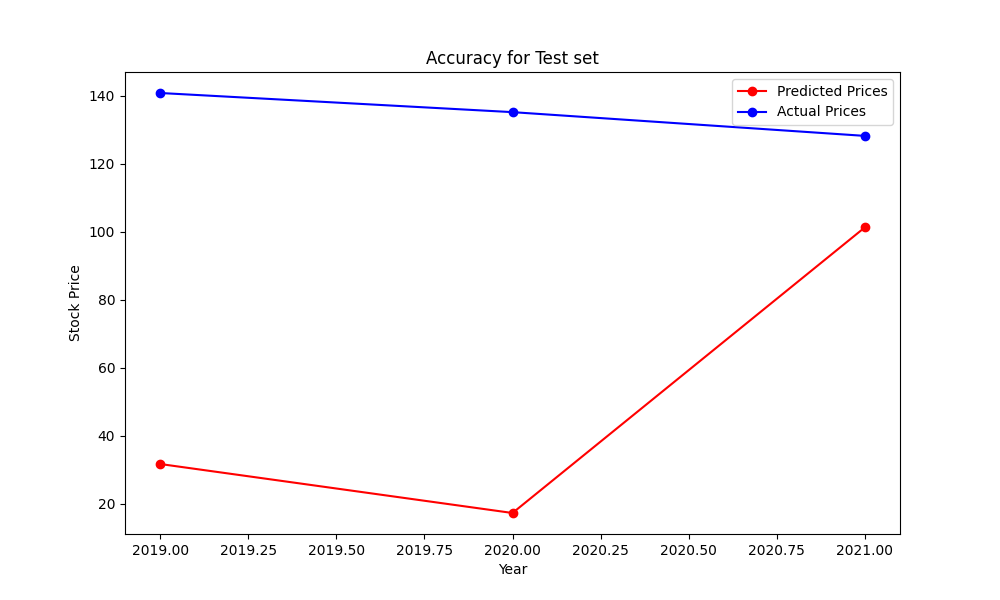 Accuracy for Test set
Predicted Prices
Actual Prices
140
120
100
80
60
40
20
Stock Price
2019.00 2019.25 2019.50 2019.75 2020.00 2020.25 2020.50 2020.75 2021.00
Year